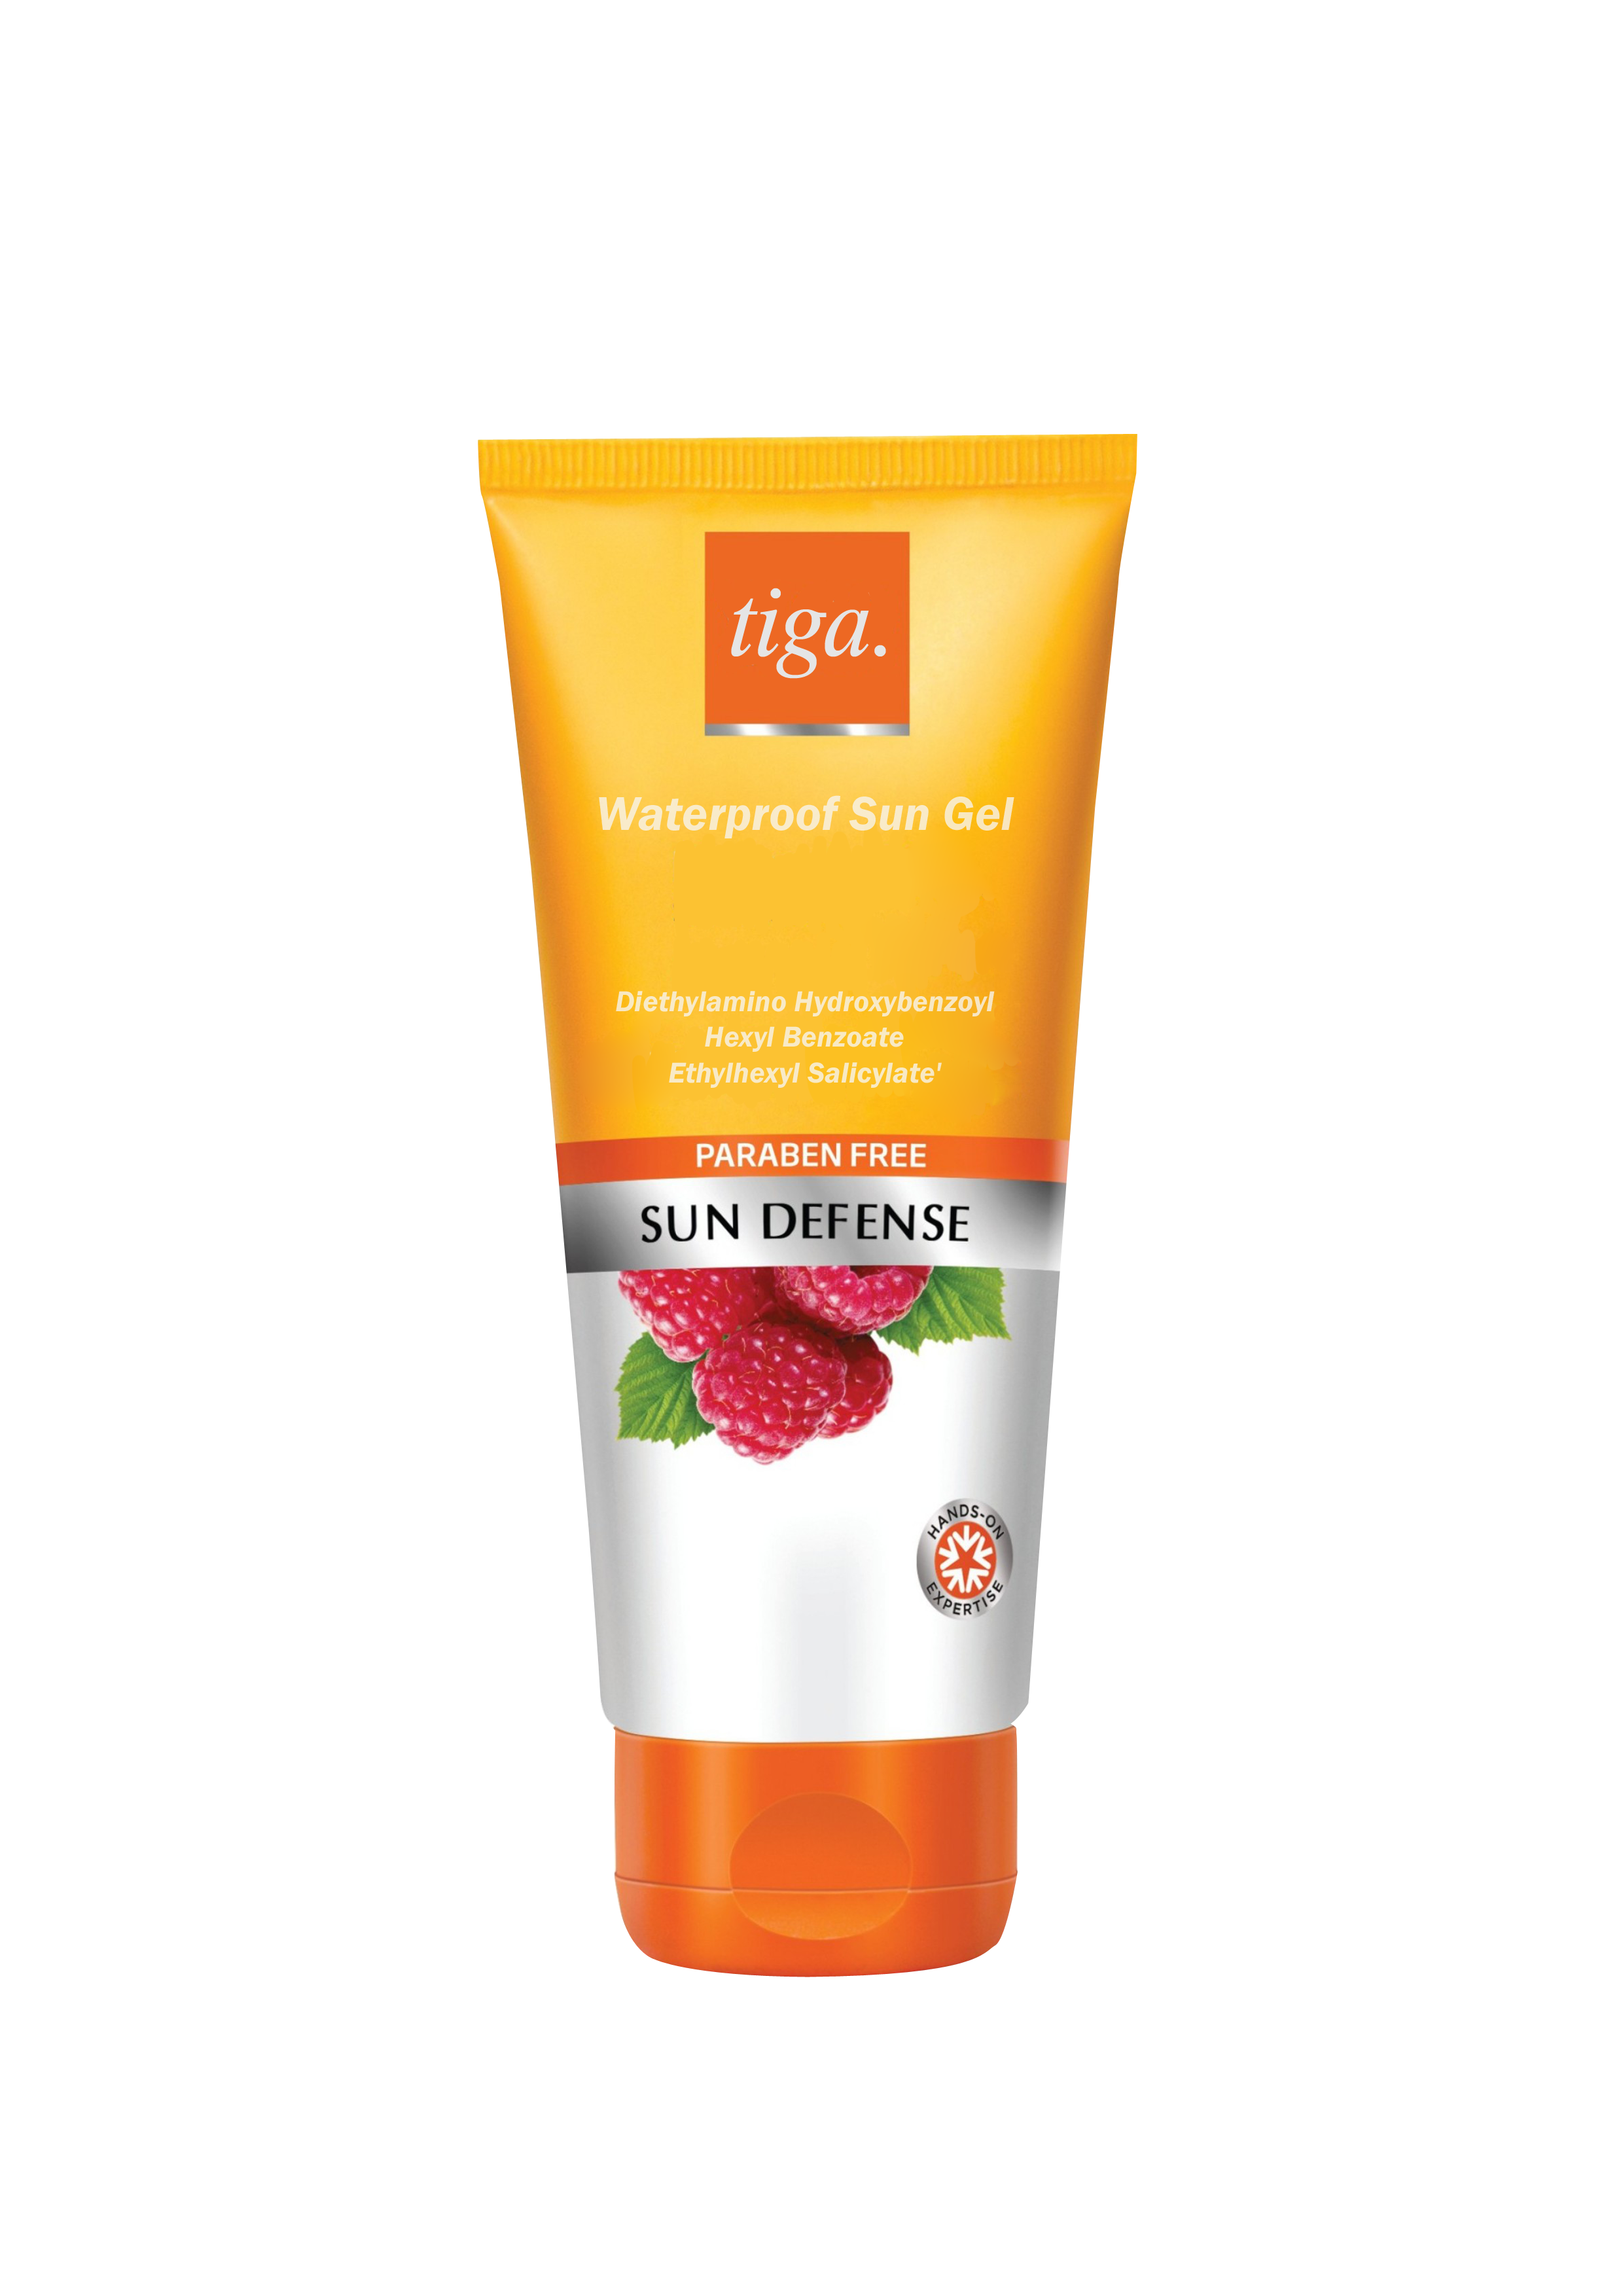 tiga.
Waterproof Sun Gel
Diethylamino Hydroxybenzoyl
Hexyl Benzoate
Ethylhexyl Salicylate'
PARABEN FREE
SUN DEFENSE
HANDS-ON
EXPERTISE